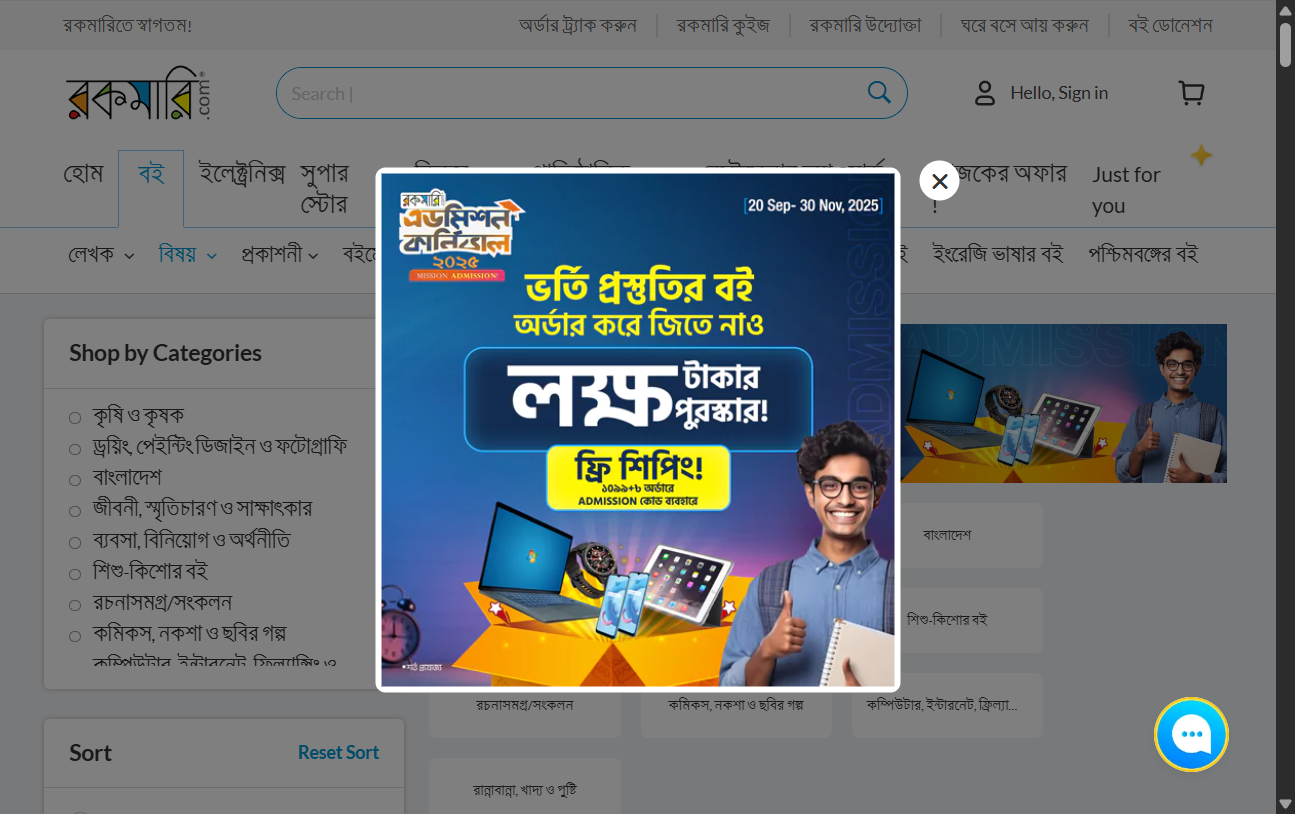 রকমারিতে স্বাগতম!
অর্ডার ট্র্যাক করুন
রকমারি কুইজ
রকমারি উদ্যোক্তা
ঘরে বসে আয় করুন
বই ডোনেশন
রকমারি.com
Search |
Hello, Sign in
হোম
বই
ইলেক্ট্রনিক্স
সুপার স্টোর
অফার !
Just for you
লেখক
বিষয়
প্রকাশনী
ইংরেজি ভাষার বই
পশ্চিমবঙ্গের বই
রকমারি
এডমিশন
কার্নিভাল
২০২৫
MISSION ADMISSION!
[20 Sep- 30 Nov, 2025]
ভর্তি প্রস্তুতির বই
অর্ডার করে জিতে নাও
লক্ষ টাকার পুরস্কার!
ফ্রি শিপিং!
১০৯৯+৳ অর্ডারে
ADMISSION কোড ব্যবহারে
*শর্ত প্রযোজ্য
ADMISSION
Shop by Categories
কৃষি ও কৃষক
ড্রয়িং, পেইন্টিং ডিজাইন ও ফটোগ্রাফি
বাংলাদেশ
জীবনী, স্মৃতিচারণ ও সাক্ষাৎকার
ব্যবসা, বিনিয়োগ ও অর্থনীতি
শিশু-কিশোর বই
রচনাসমগ্র/সংকলন
কমিকস, নকশা ও ছবির গল্প
কম্পিউটার, ইন্টারনেট, ফ্রিল্যান্সিং ও
Sort
Reset Sort
বাংলাদেশ
শিশু-কিশোর বই
রচনাসমগ্র/সংকলন
কমিকস, নকশা ও ছবির গল্প
কম্পিউটার, ইন্টারনেট, ফ্রিল্যা...
রান্নাবান্না, খাদ্য ও পুষ্টি